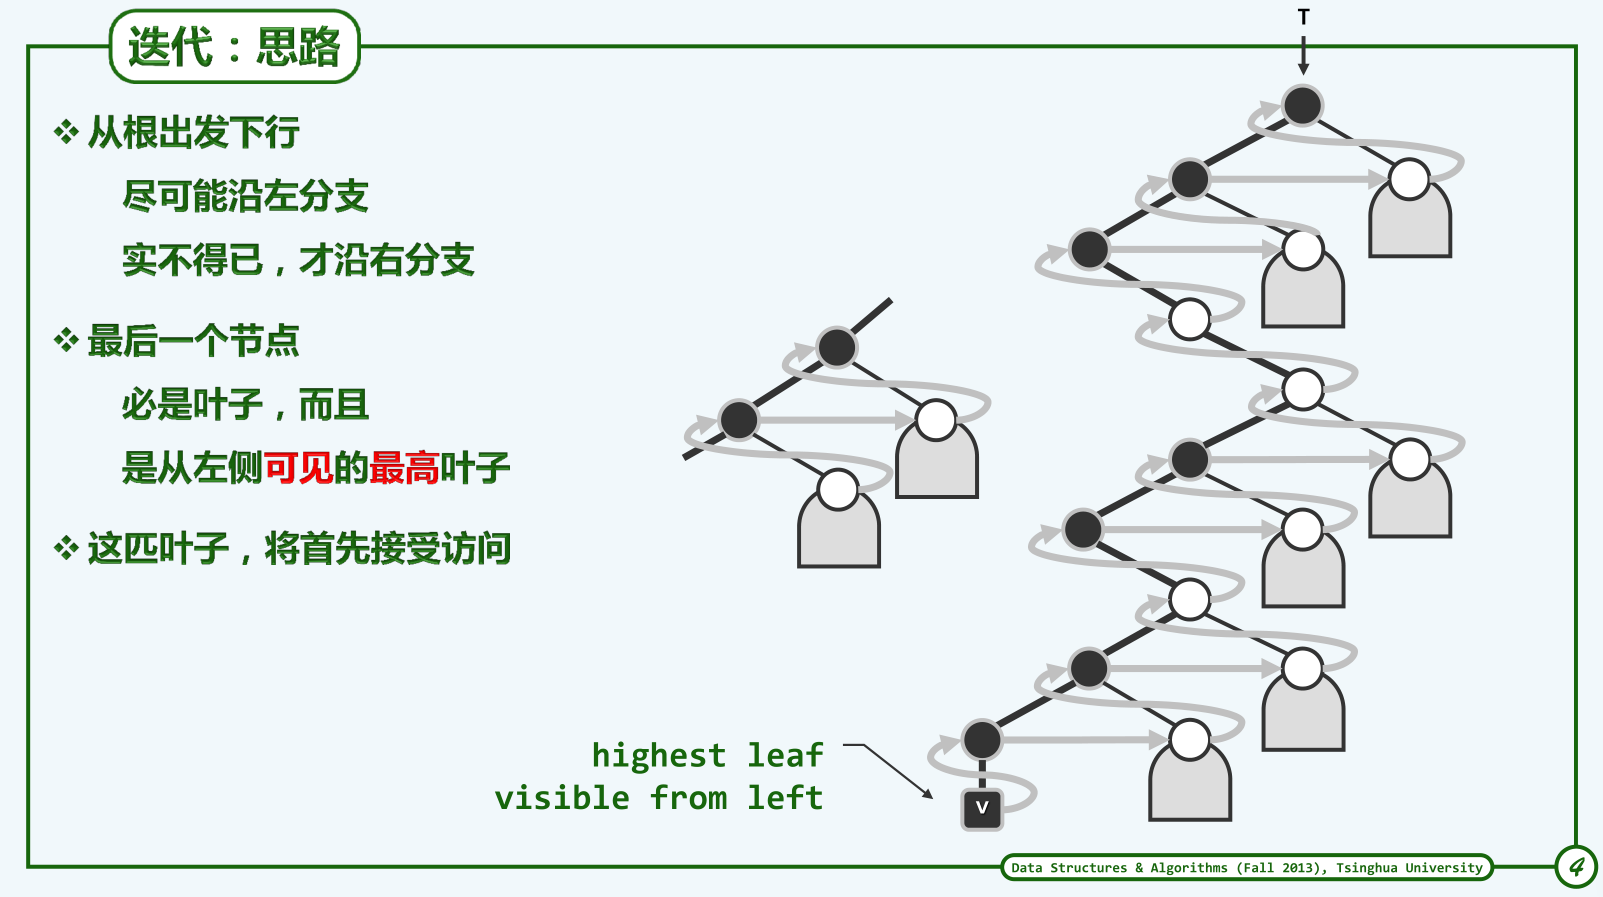 迭代：思路
T
❖ 从根出发下行
尽可能沿左分支
实不得已，才沿右分支
❖ 最后一个节点
必是叶子，而且
是从左侧可见的最高叶子
❖ 这匹叶子，将首先接受访问
highest leaf
visible from left
v
Data Structures & Algorithms (Fall 2013), Tsinghua University
4